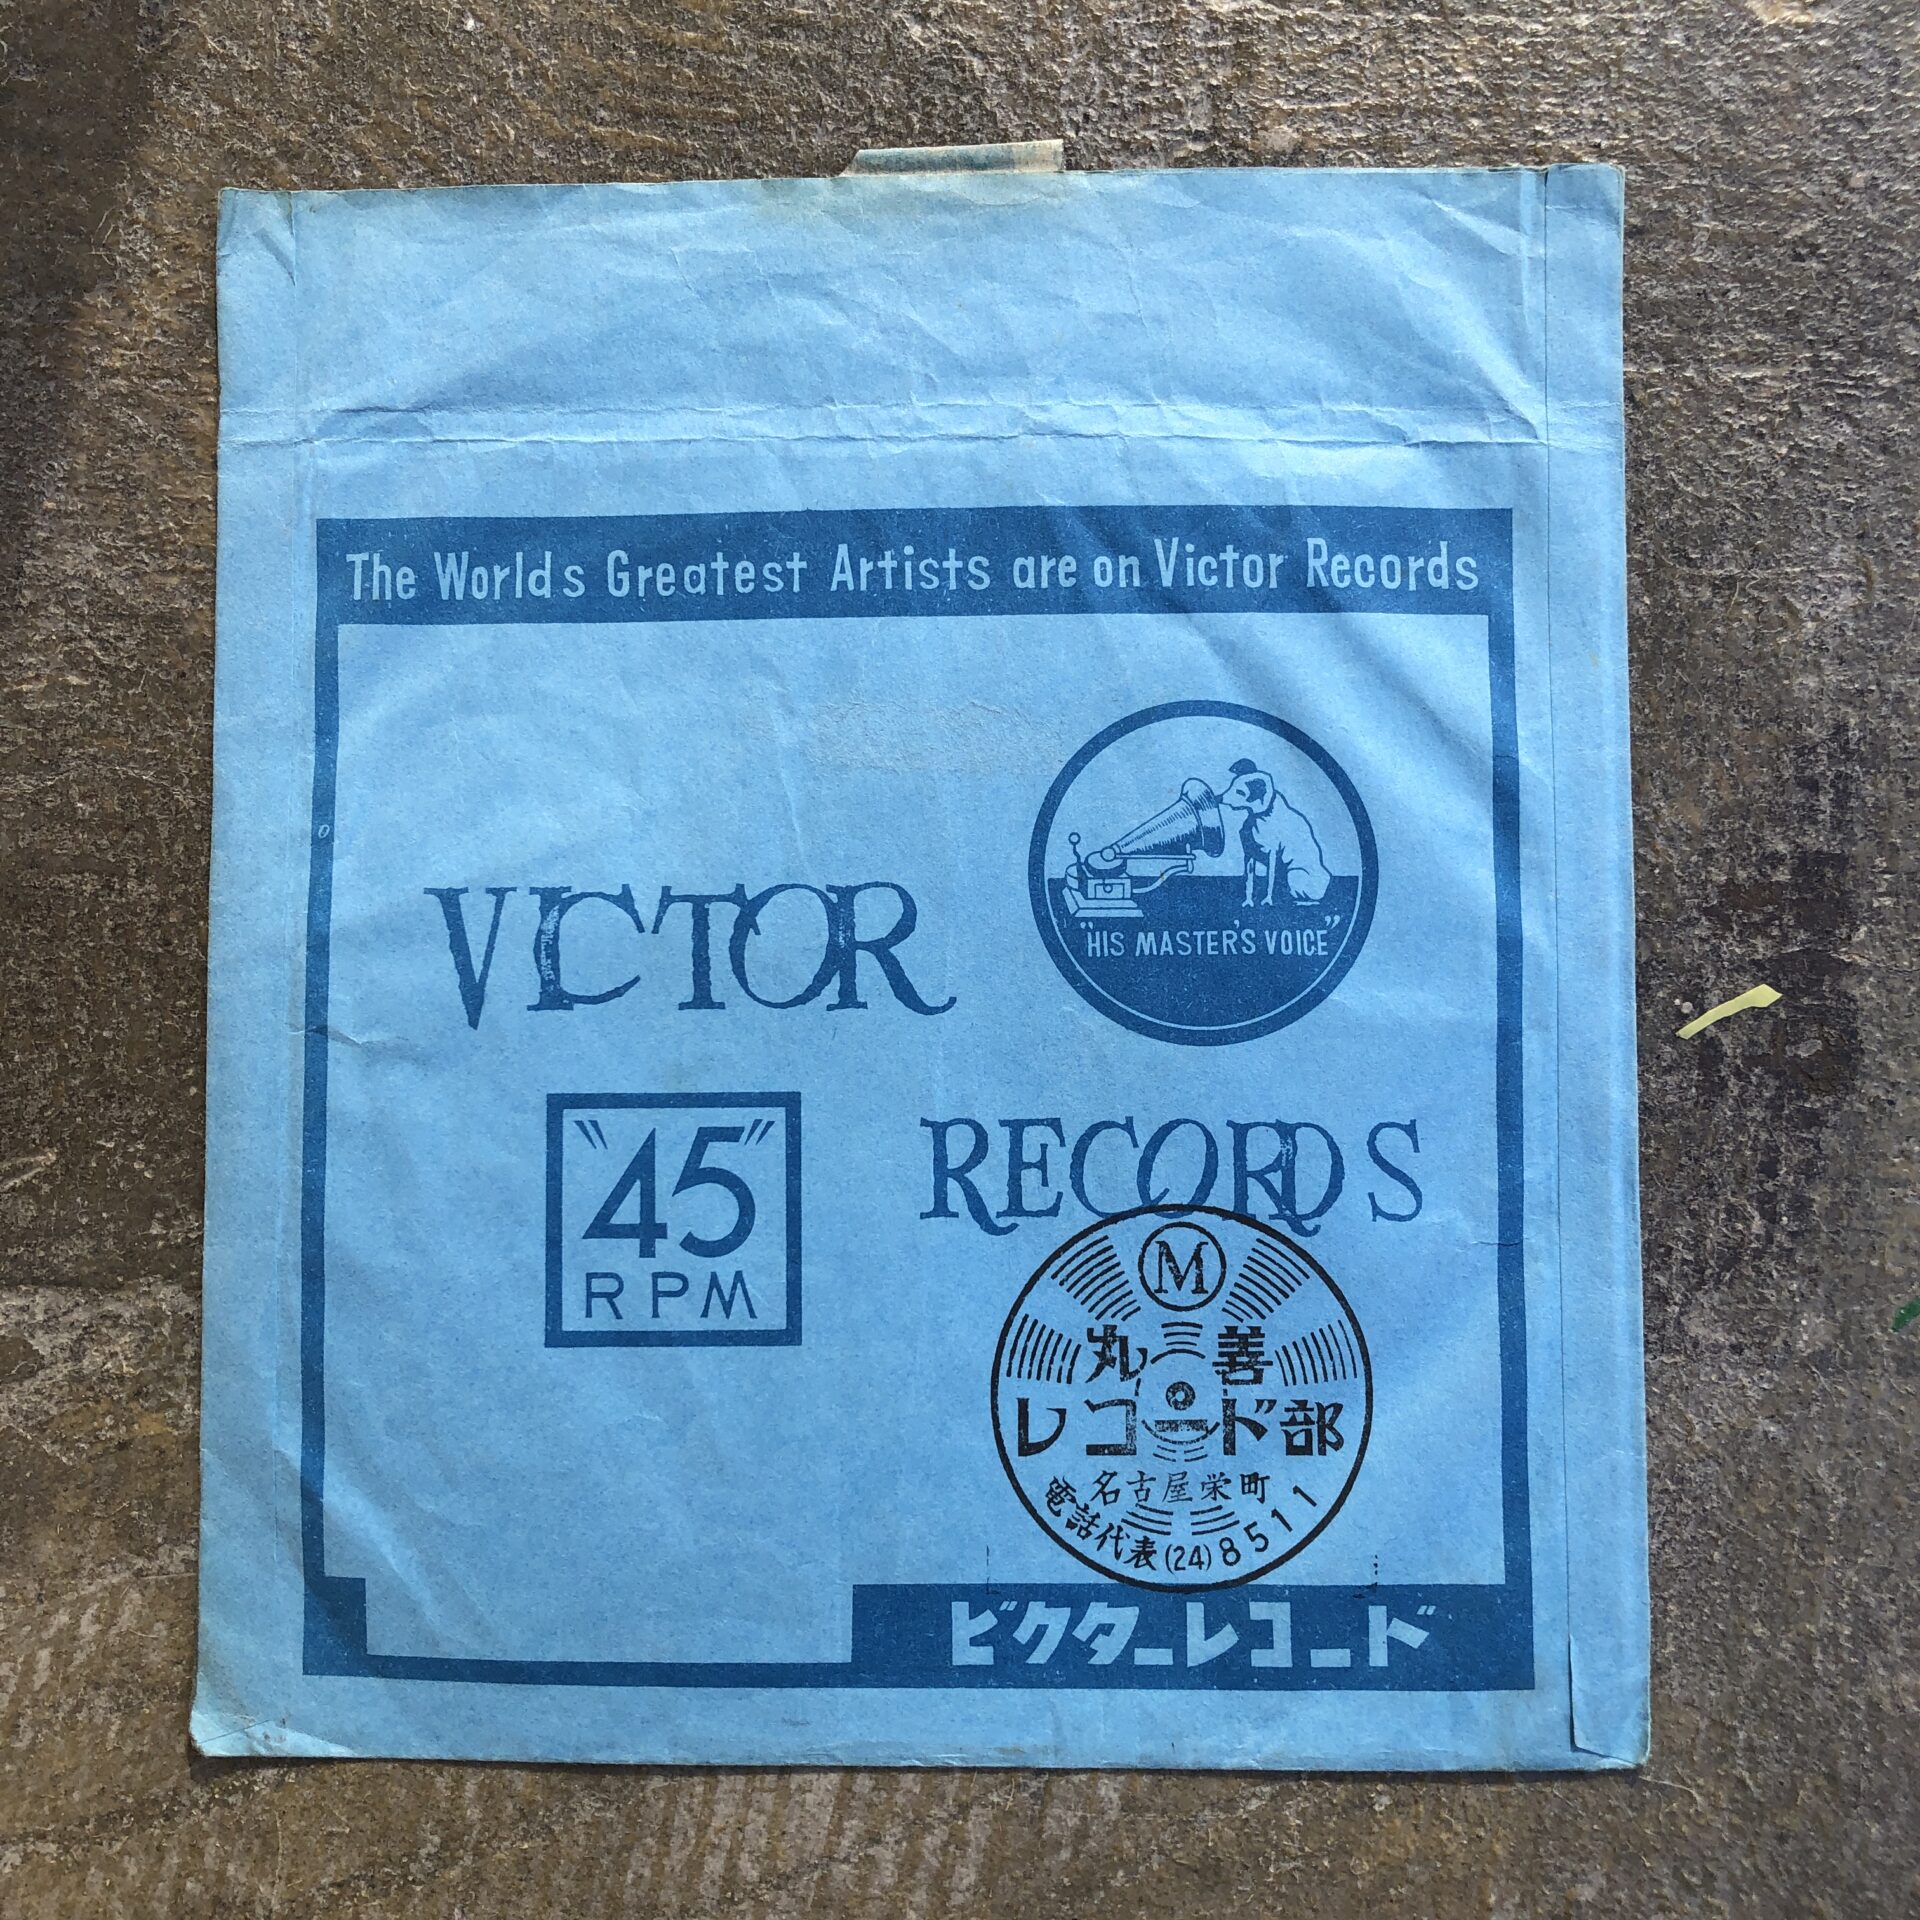 The Worlds Greatest Artists are on Victor Records
"HIS MASTER'S VOICE"
VICTOR
RECORDS
"45"
RPM
M
丸善
レコード部
名古屋栄町
電話代表(24)8511
ビクターレコード